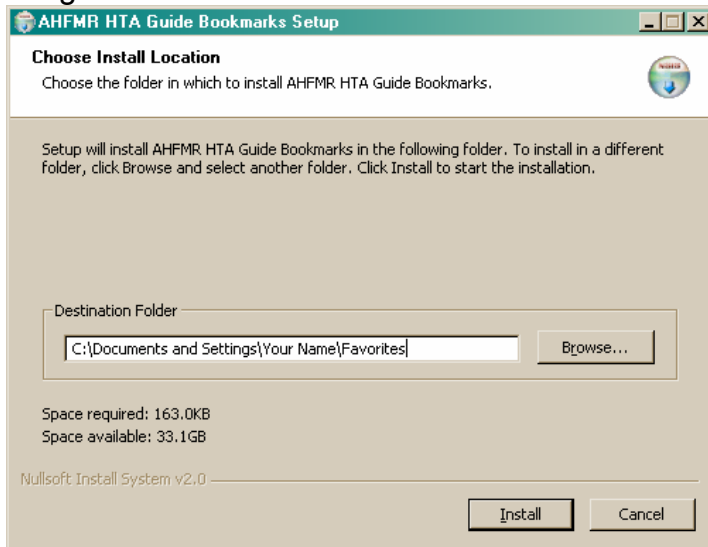 AHFMR HTA Guide Bookmarks Setup
Choose Install Location
Choose the folder in which to install AHFMR HTA Guide Bookmarks.
Setup will install AHFMR HTA Guide Bookmarks in the following folder. To install in a different
folder, click Browse and select another folder. Click Install to start the installation.
Destination Folder
C:\Documents and Settings\Your Name\Favorites
Browse...
Space required: 163.0KB
Space available: 33.1GB
Nullsoft Install System v2.0
Install Cancel